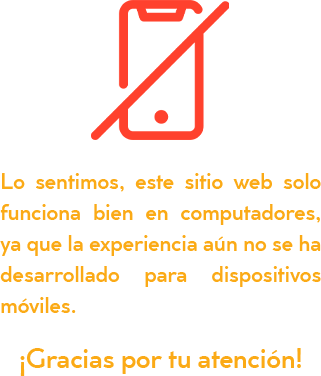 Lo sentimos, este sitio web solo
funciona bien en computadores,
ya que la experiencia aún no se ha
desarrollado para dispositivos
móviles.
¡Gracias por tu atención!